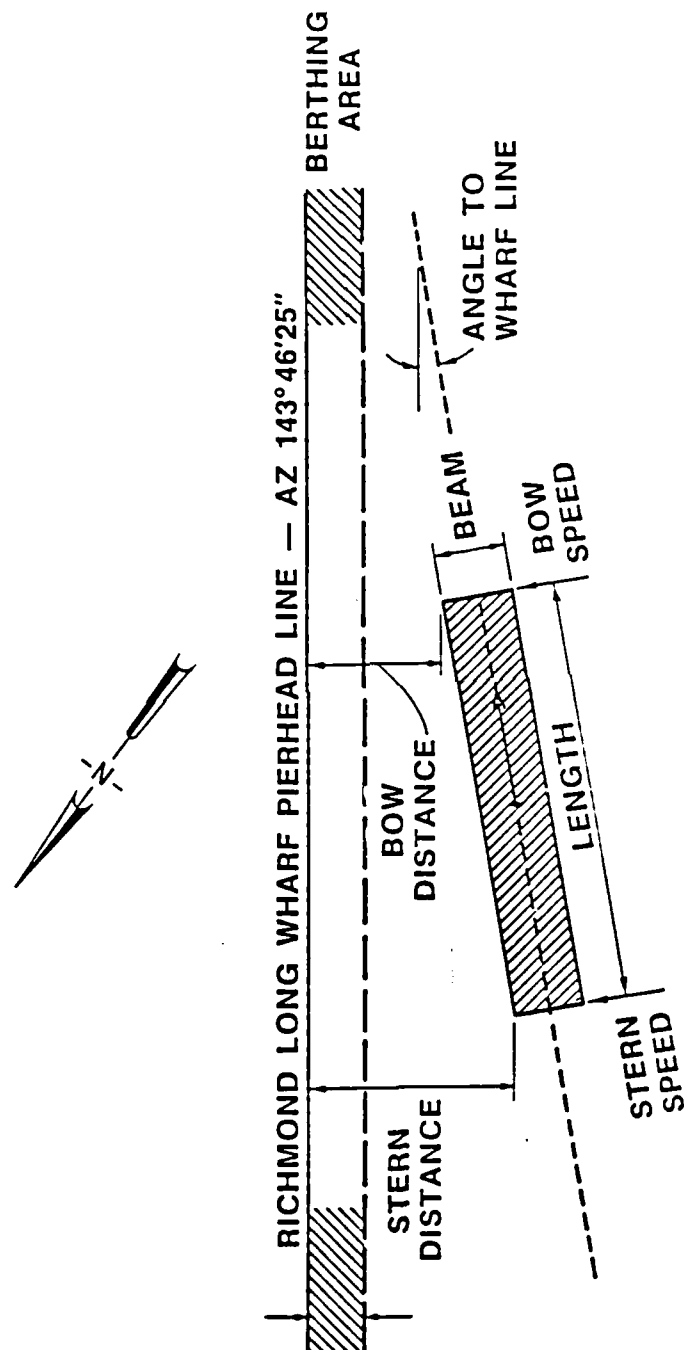 RICHMOND LONG WHARF PIERHEAD LINE — AZ 143°46'25"
BERTHING
AREA
N
ANGLE TO
WHARF LINE
BEAM
BOW
SPEED
BOW
DISTANCE
LENGTH
STERN
DISTANCE
STERN
SPEED